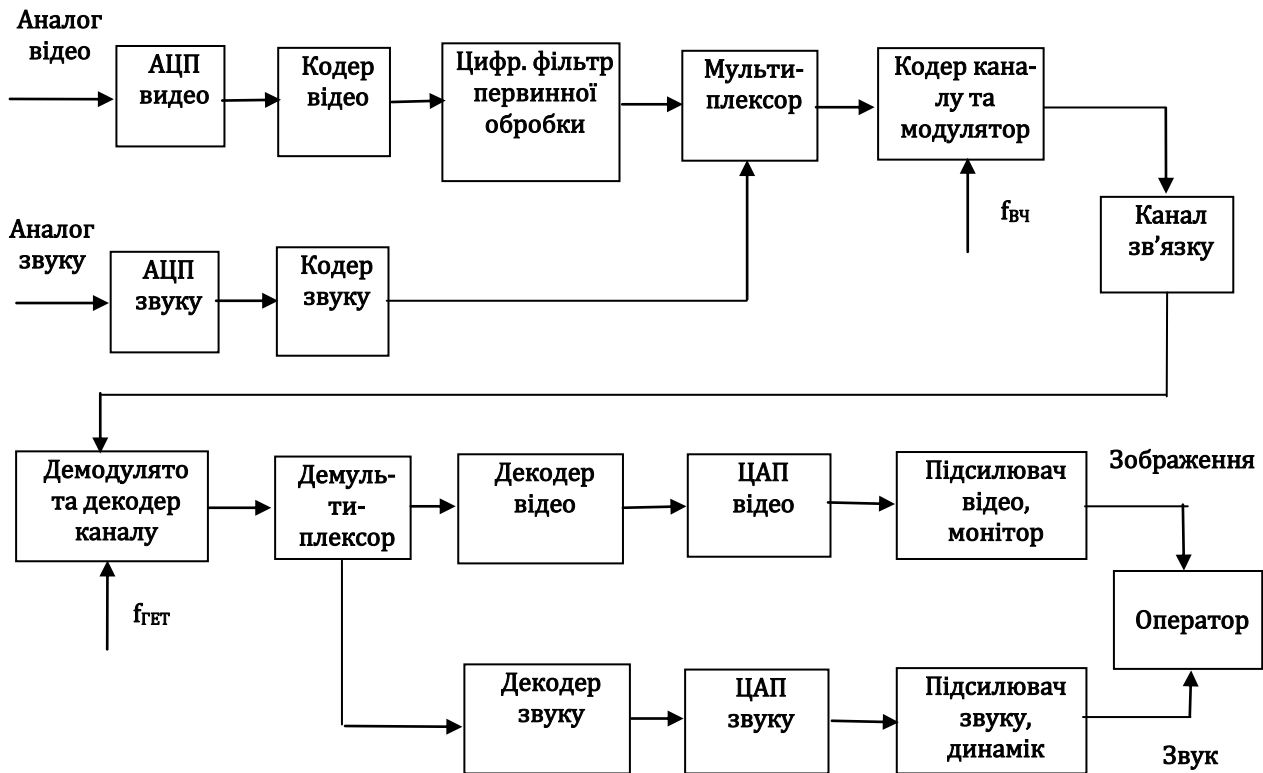 Аналог
відео
АЦП
видео
Кодер
відео
Цифр. фільтр
первинної
обробки
Мульти-
плексор
Кодер кана-
лу та
модулятор
fВЧ
Канал
зв’язку
Аналог
звуку
АЦП
звуку
Кодер
звуку
Демодулято
та декодер
каналу
fГЕТ
Демуль-
ти-
плексор
Декодер
відео
ЦАП
відео
Підсилювач
відео,
монітор
Зображення
Оператор
Декодер
звуку
ЦАП
звуку
Підсилювач
звуку,
динамік
Звук